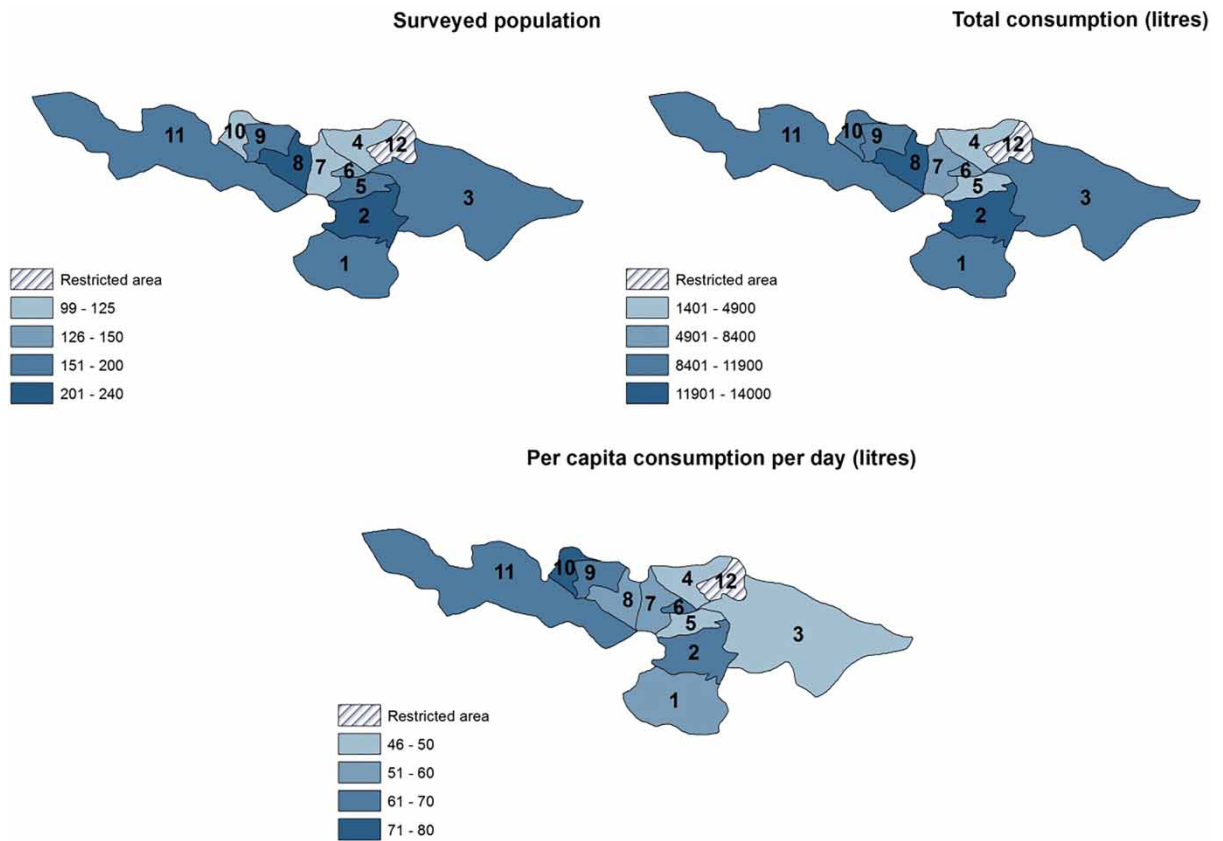 Surveyed population
11
10
9
8
7
4
12
6
5
3
2
1
Restricted area
99 - 125
126 - 150
151 - 200
201 - 240
Total consumption (litres)
11
10
9
8
7
4
12
6
5
3
2
1
Restricted area
1401 - 4900
4901 - 8400
8401 - 11900
11901 - 14000
Per capita consumption per day (litres)
11
10
9
8
7
4
12
6
5
3
2
1
Restricted area
46 - 50
51 - 60
61 - 70
71 - 80